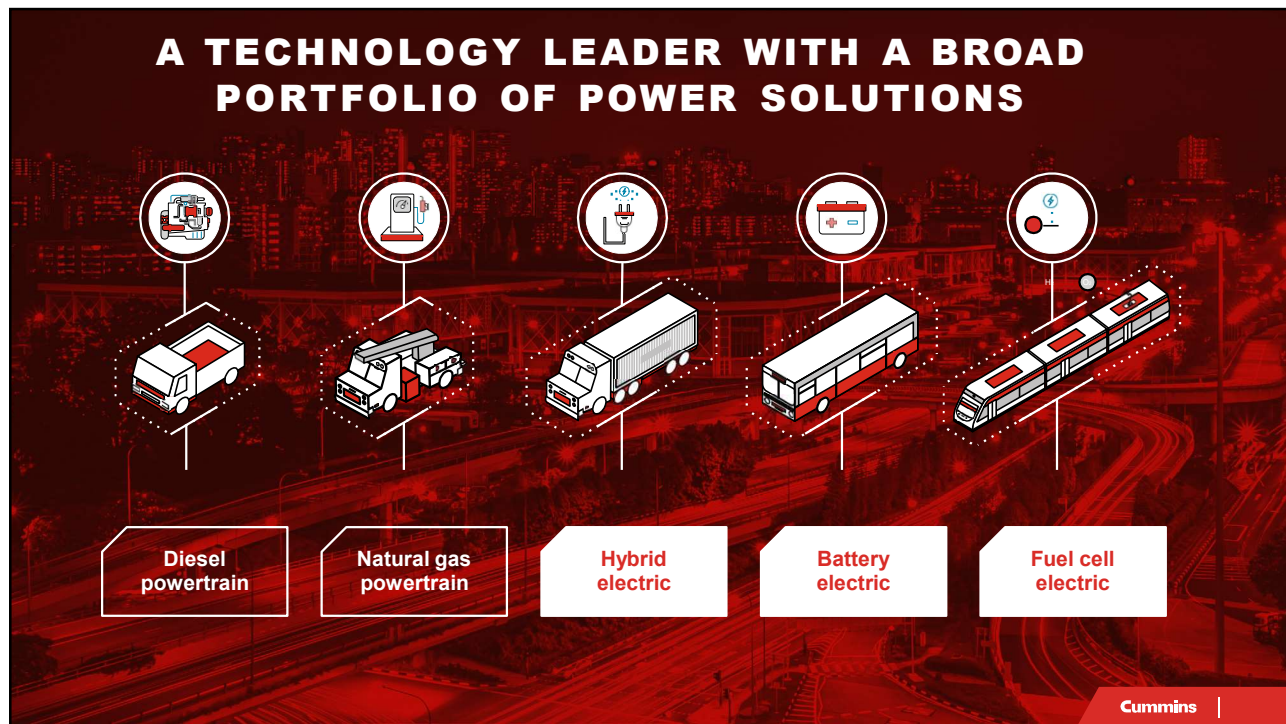 A TECHNOLOGY LEADER WITH A BROAD
PORTFOLIO OF POWER SOLUTIONS
Diesel
powertrain
Natural gas
powertrain
Hybrid
electric
Battery
electric
Fuel cell
electric
Cummins